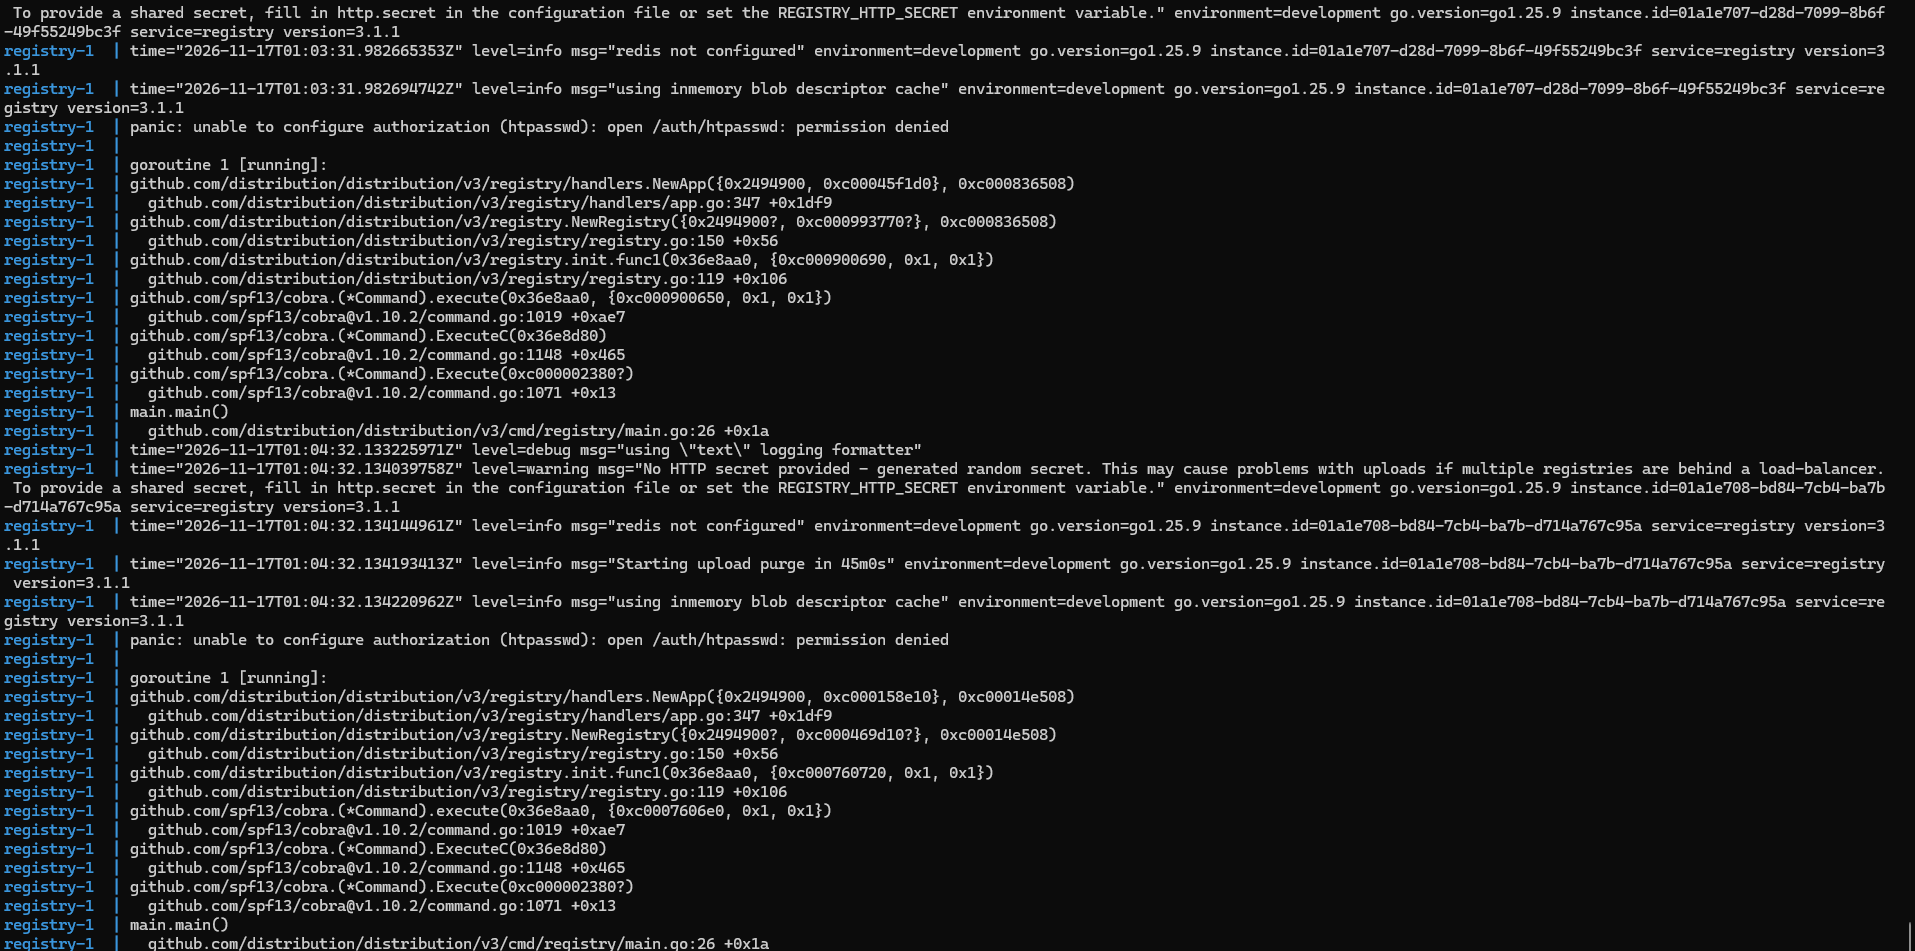 To provide a shared secret, fill in http.secret in the configuration file or set the REGISTRY_HTTP_SECRET environment variable." environment=development go.version=go1.25.9 instance.id=01a1e707-d28d-7099-8b6f
-49f55249bc3f service=registry version=3.1.1
registry-1  | time="2026-11-17T01:03:31.982665353Z" level=info msg="redis not configured" environment=development go.version=go1.25.9 instance.id=01a1e707-d28d-7099-8b6f-49f55249bc3f service=registry version=3
.1.1
registry-1  | time="2026-11-17T01:03:31.982694742Z" level=info msg="using inmemory blob descriptor cache" environment=development go.version=go1.25.9 instance.id=01a1e707-d28d-7099-8b6f-49f55249bc3f service=re
gistry version=3.1.1
registry-1  | panic: unable to configure authorization (htpasswd): open /auth/htpasswd: permission denied
registry-1  |
registry-1  | goroutine 1 [running]:
registry-1  | github.com/distribution/distribution/v3/registry/handlers.NewApp({0x2494900, 0xc00045f1d0}, 0xc000836508)
registry-1  |   github.com/distribution/distribution/v3/registry/handlers/app.go:347 +0x1df9
registry-1  | github.com/distribution/distribution/v3/registry.NewRegistry({0x2494900?, 0xc000993770?}, 0xc000836508)
registry-1  |   github.com/distribution/distribution/v3/registry/registry.go:150 +0x56
registry-1  | github.com/distribution/distribution/v3/registry.init.func1(0x36e8aa0, {0xc000900690, 0x1, 0x1})
registry-1  |   github.com/distribution/distribution/v3/registry/registry.go:119 +0x106
registry-1  | github.com/spf13/cobra.(*Command).execute(0x36e8aa0, {0xc000900650, 0x1, 0x1})
registry-1  |   github.com/spf13/cobra@v1.10.2/command.go:1019 +0xae7
registry-1  | github.com/spf13/cobra.(*Command).ExecuteC(0x36e8d80)
registry-1  |   github.com/spf13/cobra@v1.10.2/command.go:1148 +0x465
registry-1  | github.com/spf13/cobra.(*Command).Execute(0xc000002380?)
registry-1  |   github.com/spf13/cobra@v1.10.2/command.go:1071 +0x13
registry-1  | main.main()
registry-1  |   github.com/distribution/distribution/v3/cmd/registry/main.go:26 +0x1a
registry-1  | time="2026-11-17T01:04:32.133225971Z" level=debug msg="using \"text\" logging formatter"
registry-1  | time="2026-11-17T01:04:32.134039758Z" level=warning msg="No HTTP secret provided - generated random secret. This may cause problems with uploads if multiple registries are behind a load-balancer.
 To provide a shared secret, fill in http.secret in the configuration file or set the REGISTRY_HTTP_SECRET environment variable." environment=development go.version=go1.25.9 instance.id=01a1e708-bd84-7cb4-ba7b
-d714a767c95a service=registry version=3.1.1
registry-1  | time="2026-11-17T01:04:32.134144961Z" level=info msg="redis not configured" environment=development go.version=go1.25.9 instance.id=01a1e708-bd84-7cb4-ba7b-d714a767c95a service=registry version=3
.1.1
registry-1  | time="2026-11-17T01:04:32.134193413Z" level=info msg="Starting upload purge in 45m0s" environment=development go.version=go1.25.9 instance.id=01a1e708-bd84-7cb4-ba7b-d714a767c95a service=registry
 version=3.1.1
registry-1  | time="2026-11-17T01:04:32.134220962Z" level=info msg="using inmemory blob descriptor cache" environment=development go.version=go1.25.9 instance.id=01a1e708-bd84-7cb4-ba7b-d714a767c95a service=re
gistry version=3.1.1
registry-1  | panic: unable to configure authorization (htpasswd): open /auth/htpasswd: permission denied
registry-1  |
registry-1  | goroutine 1 [running]:
registry-1  | github.com/distribution/distribution/v3/registry/handlers.NewApp({0x2494900, 0xc000158e10}, 0xc00014e508)
registry-1  |   github.com/distribution/distribution/v3/registry/handlers/app.go:347 +0x1df9
registry-1  | github.com/distribution/distribution/v3/registry.NewRegistry({0x2494900?, 0xc000469d10?}, 0xc00014e508)
registry-1  |   github.com/distribution/distribution/v3/registry/registry.go:150 +0x56
registry-1  | github.com/distribution/distribution/v3/registry.init.func1(0x36e8aa0, {0xc000760720, 0x1, 0x1})
registry-1  |   github.com/distribution/distribution/v3/registry/registry.go:119 +0x106
registry-1  | github.com/spf13/cobra.(*Command).execute(0x36e8aa0, {0xc0007606e0, 0x1, 0x1})
registry-1  |   github.com/spf13/cobra@v1.10.2/command.go:1019 +0xae7
registry-1  | github.com/spf13/cobra.(*Command).ExecuteC(0x36e8d80)
registry-1  |   github.com/spf13/cobra@v1.10.2/command.go:1148 +0x465
registry-1  | github.com/spf13/cobra.(*Command).Execute(0xc000002380?)
registry-1  |   github.com/spf13/cobra@v1.10.2/command.go:1071 +0x13
registry-1  | main.main()
registry-1  |   github.com/distribution/distribution/v3/cmd/registry/main.go:26 +0x1a